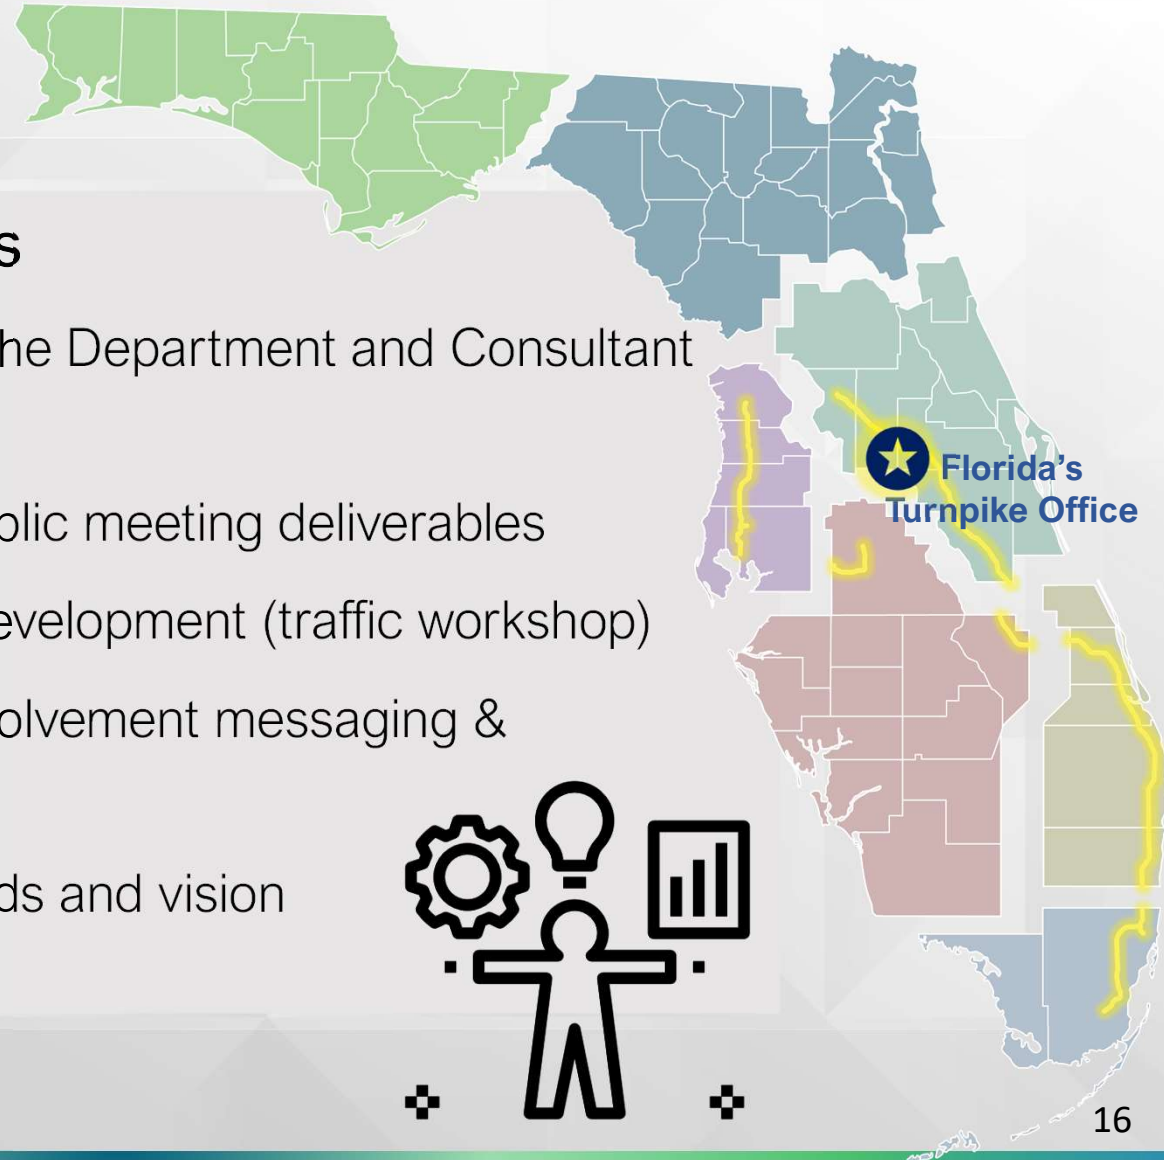 s
he Department and Consultant
Florida's
Turnpike Office
blic meeting deliverables
evelopment (traffic workshop)
olvement messaging &
ds and vision
16